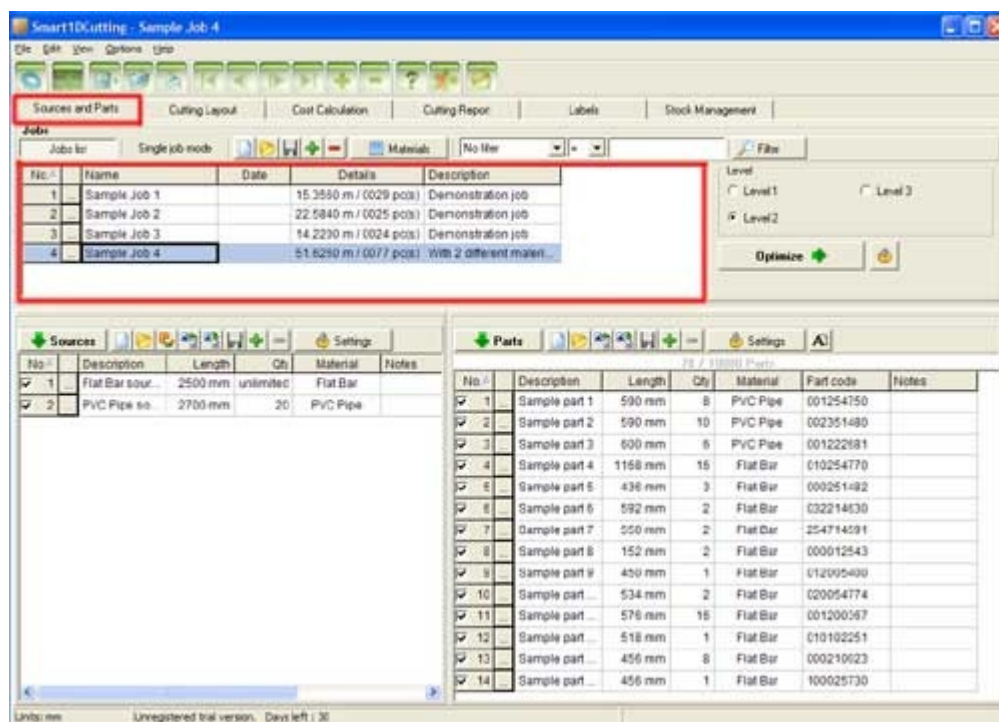 Smart1DCutting - Sample Job 4
File Edit View Options Help
Sources and Parts Cutting Layout Cost Calculation Cutting Report Labels Stock Management
Jobs
Jobs list Single job mode Materials No filter = Filter
No. Name Date Details Description
1 ... Sample Job 1 15.3560 m / 0029 pc(s) Demonstration job
2 ... Sample Job 2 22.5840 m / 0025 pc(s) Demonstration job
3 ... Sample Job 3 14.2230 m / 0024 pc(s) Demonstration job
4 ... Sample Job 4 51.6250 m / 0077 pc(s) With 2 different materi...
Level
Level 1 Level 3
Level 2
Optimize
Sources Settings
No. Description Length Qty Material Notes
1 Flat Bar sour... 2500 mm unlimited Flat Bar
2 PVC Pipe so... 2700 mm 20 PVC Pipe
Parts Settings A
Parts
No. Description Length Qty Material Part code Notes
1 ... Sample part 1 590 mm 8 PVC Pipe 001254750
2 ... Sample part 2 590 mm 10 PVC Pipe 002351480
3 ... Sample part 3 600 mm 6 PVC Pipe 001222681
4 ... Sample part 4 1168 mm 15 Flat Bar 010254770
5 ... Sample part 5 436 mm 3 Flat Bar 000251482
6 ... Sample part 6 592 mm 2 Flat Bar 032214630
7 ... Sample part 7 550 mm 2 Flat Bar 254714591
8 ... Sample part 8 152 mm 2 Flat Bar 000012543
9 ... Sample part 9 450 mm 1 Flat Bar 012005400
10 ... Sample part ... 534 mm 2 Flat Bar 020054774
11 ... Sample part ... 576 mm 16 Flat Bar 001200367
12 ... Sample part ... 518 mm 1 Flat Bar 010102251
13 ... Sample part ... 456 mm 8 Flat Bar 000210023
14 ... Sample part ... 456 mm 1 Flat Bar 100025730
Units: mm Unregistered trial version. Days left : 30